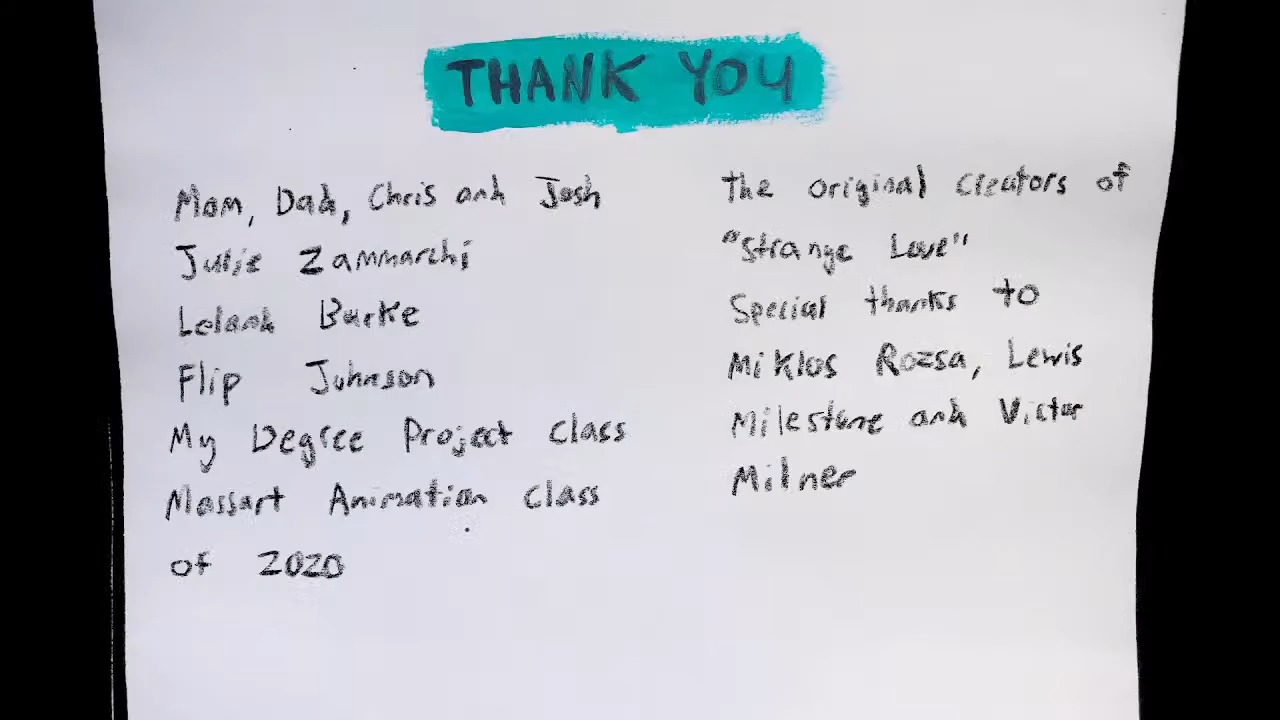 THANK YOU
Mom, Dad, Chris and Josh
Julie Zammarchi
Leland Burke
Flip Johnson
My Degree Project class
Massart Animation class
of 2020
The original creators of
"Strange Love"
Special thanks to
Miklos Rozsa, Lewis
Milestone and Victor
Milner